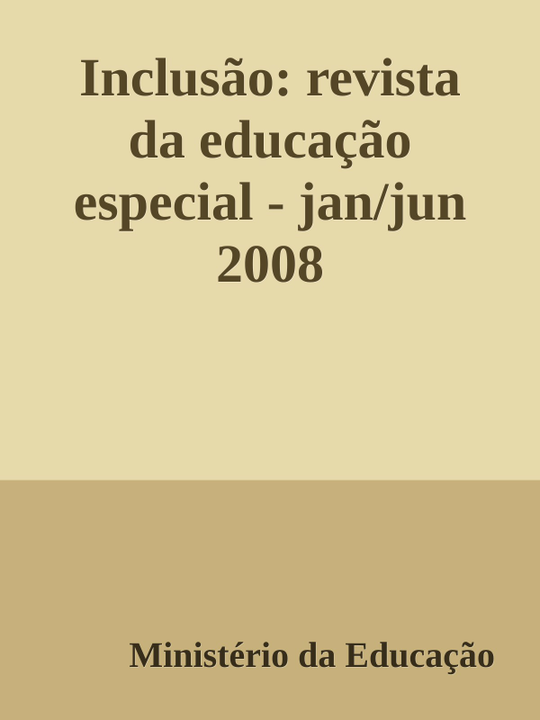 Inclusão: revista
da educação
especial - jan/jun
2008
Ministério da Educação